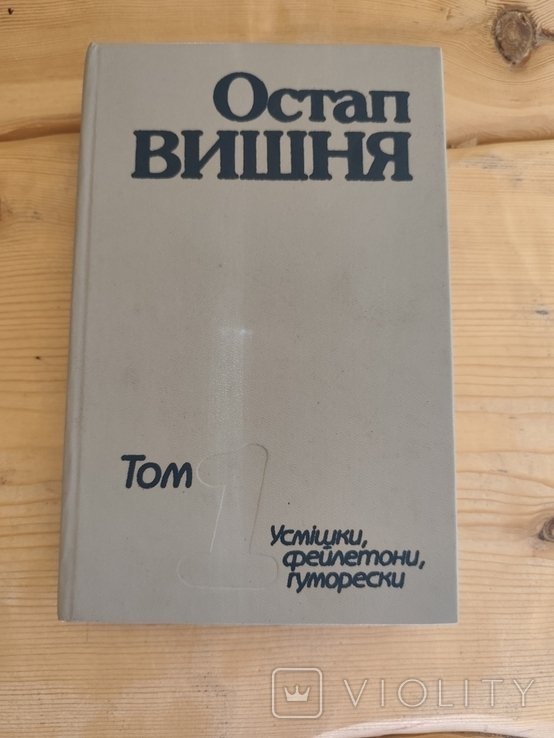 Остап
ВИШНЯ
Том 1
Усмішки,
фейлетони,
гуморески
VIOLITY